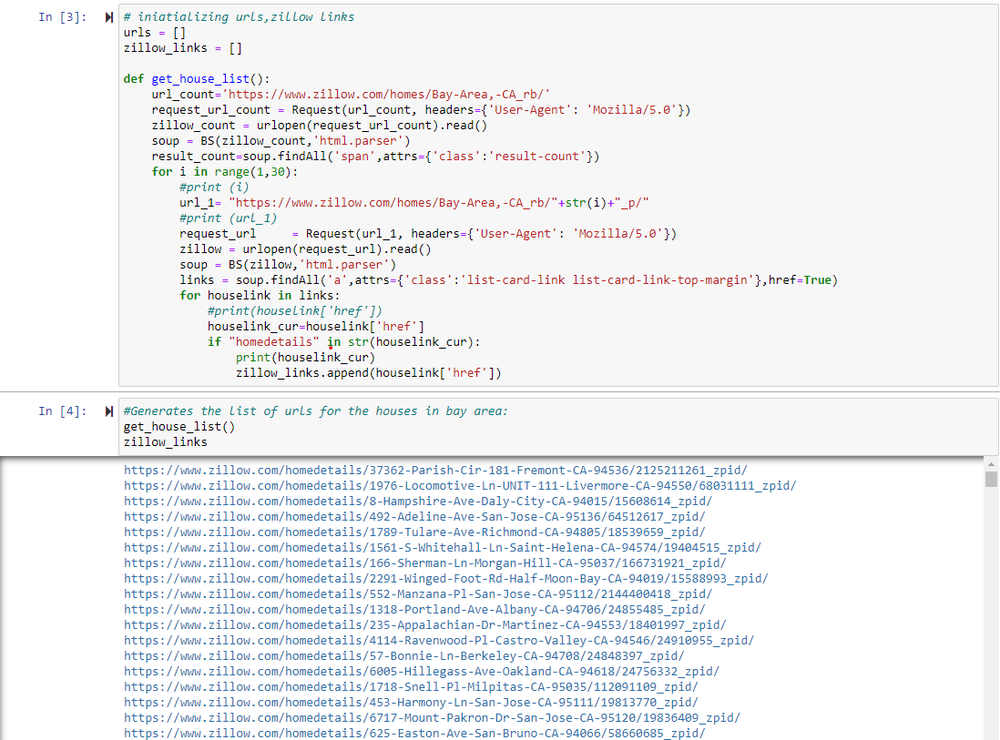 In [3]:
# iniatializing urls,zillow links
urls = []
zillow_links = []
def get_house_list():
    url_count='https://www.zillow.com/homes/Bay-Area,-CA_rb/'
    request_url_count = Request(url_count, headers={'User-Agent': 'Mozilla/5.0'})
    zillow_count = urlopen(request_url_count).read()
    soup = BS(zillow_count,'html.parser')
    result_count=soup.findAll('span',attrs={'class':'result-count'})
    for i in range(1,30):
        #print (i)
        url_1= "https://www.zillow.com/homes/Bay-Area,-CA_rb/"+str(i)+"_p/"
        #print (url_1)
        request_url     = Request(url_1, headers={'User-Agent': 'Mozilla/5.0'})
        zillow = urlopen(request_url).read()
        soup = BS(zillow,'html.parser')
        links = soup.findAll('a',attrs={'class':'list-card-link list-card-link-top-margin'},href=True)
        for houselink in links:
            #print(houselink['href'])
            houselink_cur=houselink['href']
            if "homedetails" in str(houselink_cur):
                print(houselink_cur)
                zillow_links.append(houselink['href'])
In [4]:
#Generates the list of urls for the houses in bay area:
get_house_list()
zillow_links
https://www.zillow.com/homedetails/37362-Parish-Cir-181-Fremont-CA-94536/2125211261_zpid/
https://www.zillow.com/homedetails/1976-Locomotive-Ln-UNIT-111-Livermore-CA-94550/68031111_zpid/
https://www.zillow.com/homedetails/8-Hampshire-Ave-Daly-City-CA-94015/15608614_zpid/
https://www.zillow.com/homedetails/492-Adeline-Ave-San-Jose-CA-95136/64512617_zpid/
https://www.zillow.com/homedetails/1789-Tulare-Ave-Richmond-CA-94805/18539659_zpid/
https://www.zillow.com/homedetails/1561-S-Whitehall-Ln-Saint-Helena-CA-94574/19404515_zpid/
https://www.zillow.com/homedetails/166-Sherman-Ln-Morgan-Hill-CA-95037/166731921_zpid/
https://www.zillow.com/homedetails/2291-Winged-Foot-Rd-Half-Moon-Bay-CA-94019/15588993_zpid/
https://www.zillow.com/homedetails/552-Manzana-Pl-San-Jose-CA-95112/2144400418_zpid/
https://www.zillow.com/homedetails/1318-Portland-Ave-Albany-CA-94706/24855485_zpid/
https://www.zillow.com/homedetails/235-Appalachian-Dr-Martinez-CA-94553/18401997_zpid/
https://www.zillow.com/homedetails/4114-Ravenwood-Pl-Castro-Valley-CA-94546/24910955_zpid/
https://www.zillow.com/homedetails/57-Bonnie-Ln-Berkeley-CA-94708/24848397_zpid/
https://www.zillow.com/homedetails/6005-Hillegass-Ave-Oakland-CA-94618/24756332_zpid/
https://www.zillow.com/homedetails/1718-Snell-Pl-Milpitas-CA-95035/112091109_zpid/
https://www.zillow.com/homedetails/453-Harmony-Ln-San-Jose-CA-95111/19813770_zpid/
https://www.zillow.com/homedetails/6717-Mount-Pakron-Dr-San-Jose-CA-95120/19836409_zpid/
https://www.zillow.com/homedetails/625-Easton-Ave-San-Bruno-CA-94066/58660685_zpid/